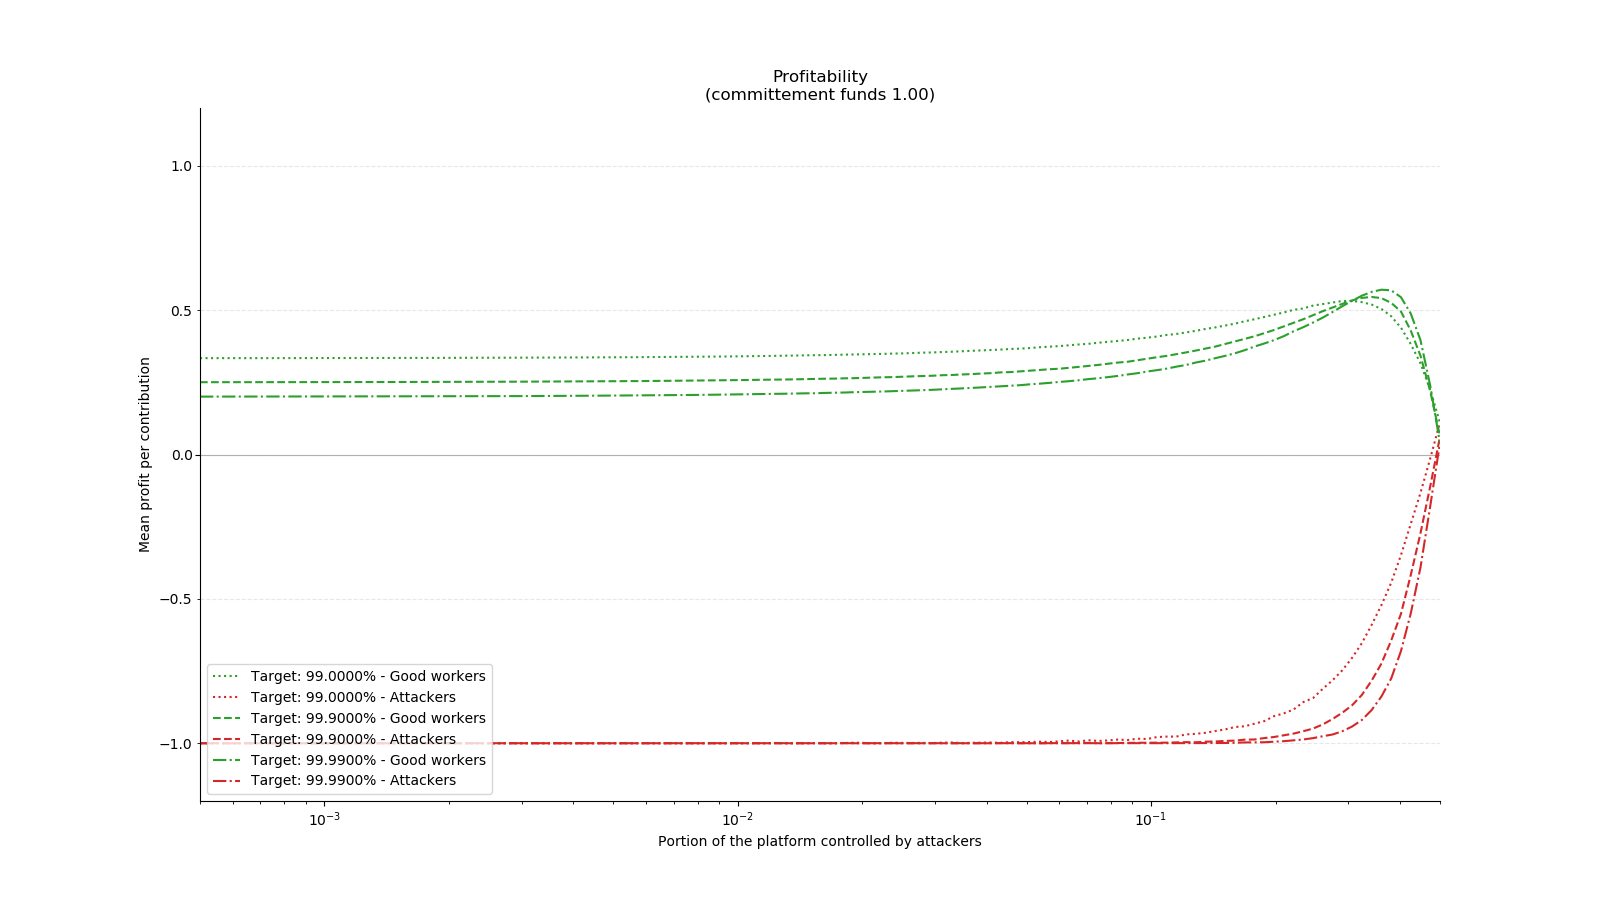 Profitability
(committement funds 1.00)
Mean profit per contribution
1.0
0.5
0.0
−0.5
−1.0
Target: 99.0000% - Good workers
Target: 99.0000% - Attackers
Target: 99.9000% - Good workers
Target: 99.9000% - Attackers
Target: 99.9900% - Good workers
Target: 99.9900% - Attackers
10⁻³ 10⁻² 10⁻¹
Portion of the platform controlled by attackers